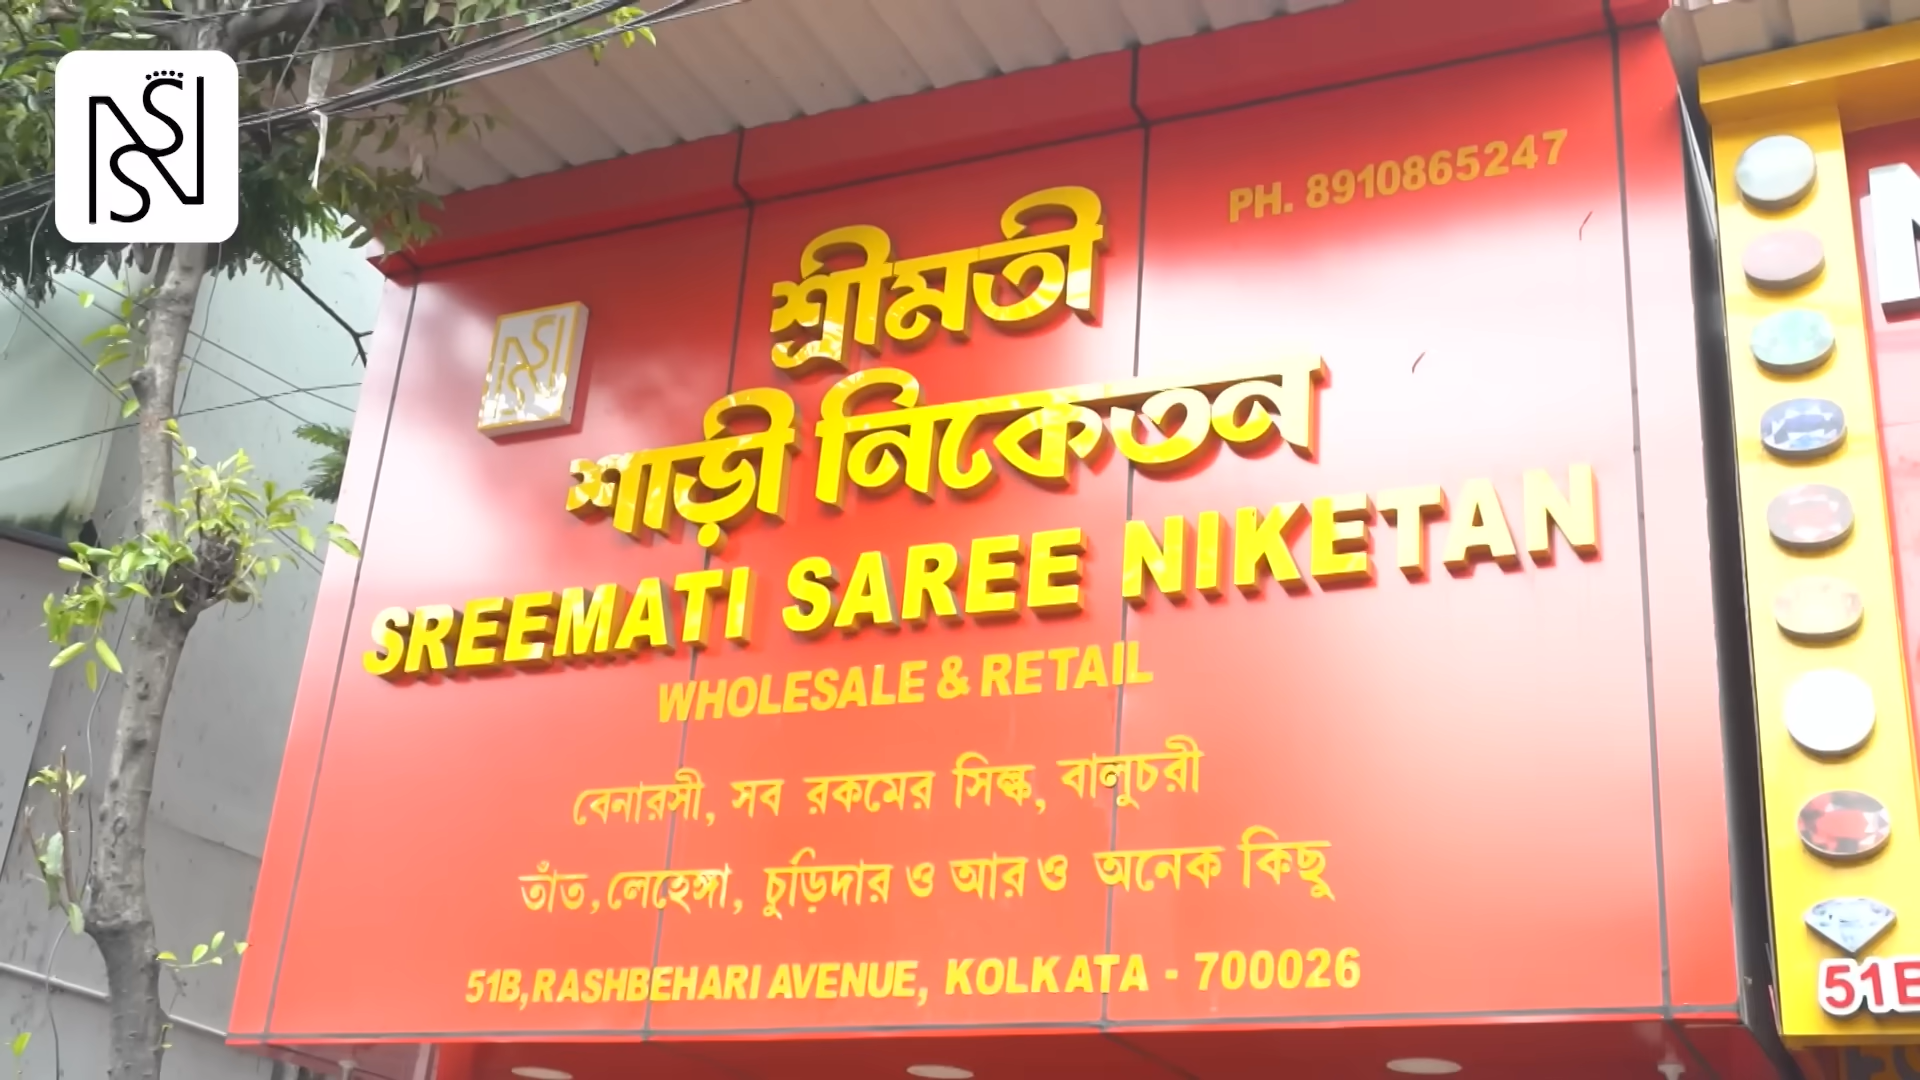 PH. 8910865247
শ্রীমতী
শাড়ী নিকেতন
SREEMATI SAREE NIKETAN
WHOLESALE & RETAIL
বেনারসী, সব রকমের সিল্ক, বালুচরী
তাঁত, লেহেঙ্গা, চুড়িদার ও আরও অনেক কিছু
51B, RASHBEHARI AVENUE, KOLKATA - 700026
51B